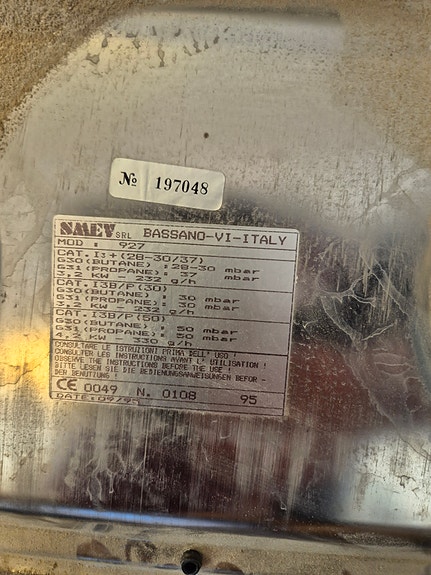 № 197048
SMEV SRL BASSANO-VI-ITALY
MOD : 927
CAT. I3+(28-30/37)
G30(BUTANE) :28-30 mbar
G31(PROPANE): 37 mbar
3,2 KW - 232 g/h
CAT. I3B/P(30)
G30(BUTANE) : 30 mbar
G31(PROPANE): 30 mbar
3,2 KW - 232 g/h
CAT. I3B/P(50)
G30(BUTANE) : 50 mbar
G31(PROPANE): 50 mbar
KW - 330 g/h
CONSULTARE LE ISTRUZIONI PRIMA DELL' USO !
CONSULTER LES INSTRUCTIONS AVANT L' UTILISATION !
OBSERVE THE INSTRUCTIONS BEFORE THE USE !
BITTE LESEN SIE DIE BEDIENUNGSANWEISUNGEN BEFOR -
DER BENUTZUNG !
CE 0049 N. 0108 95
DATE:09/95